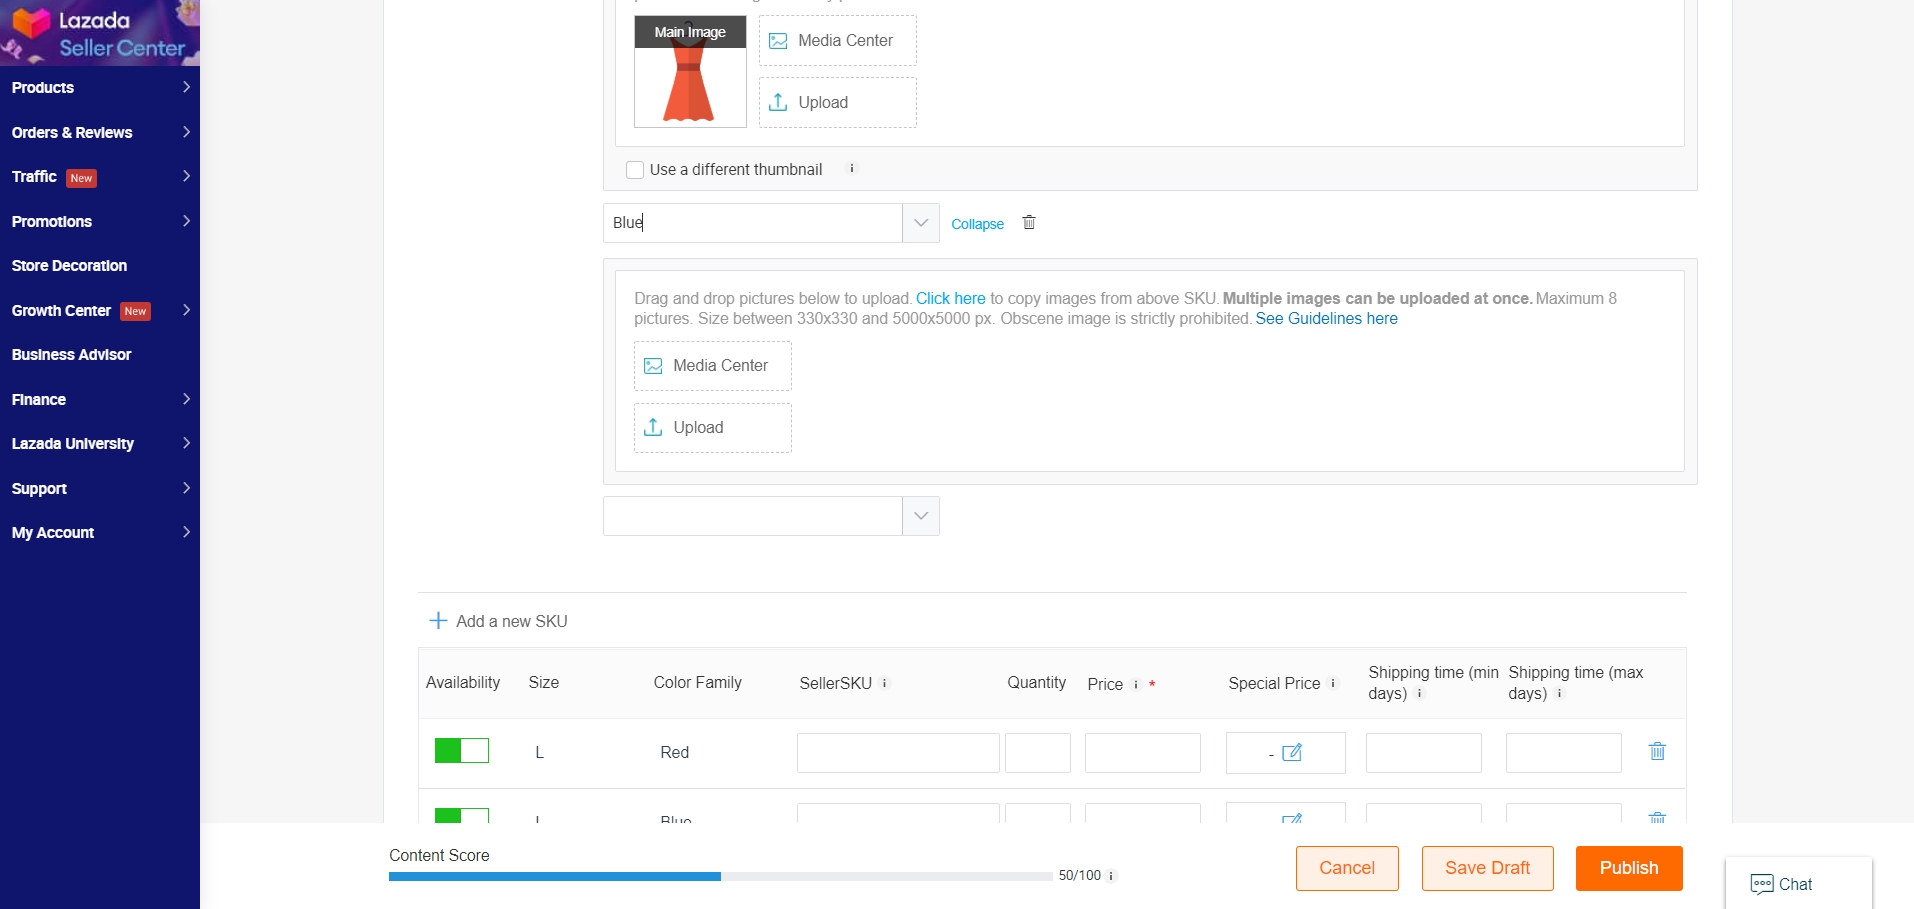 Lazada
Seller Center
Products
Orders & Reviews
Traffic New
Promotions
Store Decoration
Growth Center New
Business Advisor
Finance
Lazada University
Support
My Account
Main Image
Media Center
Upload
Use a different thumbnail
Blue
Collapse
Drag and drop pictures below to upload. Click here to copy images from above SKU. Multiple images can be uploaded at once. Maximum 8
pictures. Size between 330x330 and 5000x5000 px. Obscene image is strictly prohibited. See Guidelines here
Media Center
Upload
Add a new SKU
Availability Size Color Family SellerSKU Quantity Price * Special Price Shipping time (min days) Shipping time (max days)
L Red -
L Blue
Content Score
50/100
Cancel Save Draft Publish
Chat